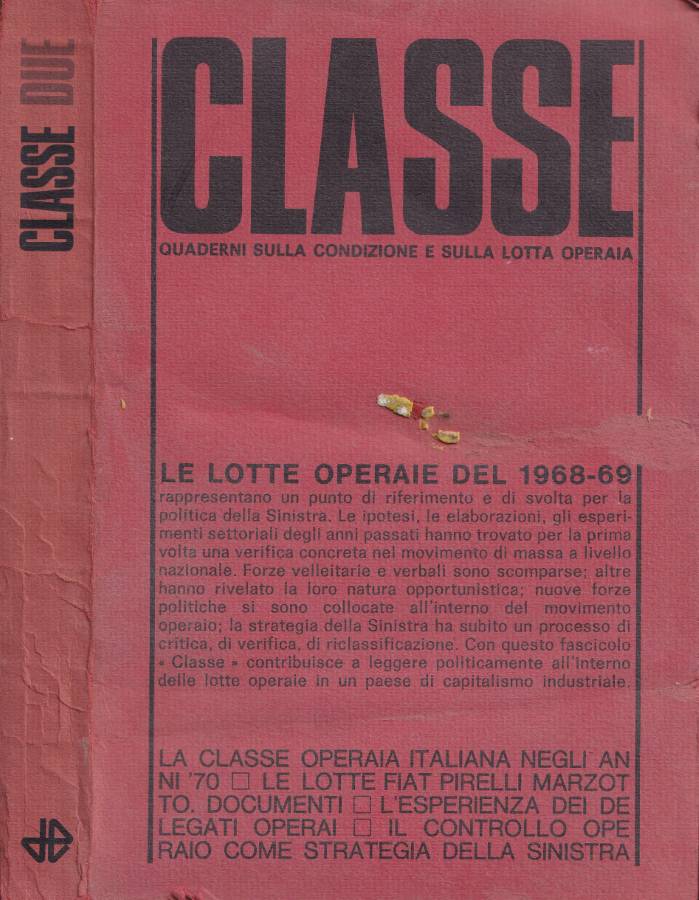 CLASSE DUE
CLASSE
QUADERNI SULLA CONDIZIONE E SULLA LOTTA OPERAIA
LE LOTTE OPERAIE DEL 1968-69
rappresentano un punto di riferimento e di svolta per la
politica della Sinistra. Le ipotesi, le elaborazioni, gli esperi-
menti settoriali degli anni passati hanno trovato per la prima
volta una verifica concreta nel movimento di massa a livello
nazionale. Forze velleitarie e verbali sono scomparse; altre
hanno rivelato la loro natura opportunistica; nuove forze
politiche si sono collocate all'interno del movimento
operaio; la strategia della Sinistra ha subito un processo di
critica, di verifica, di riclassificazione. Con questo fascicolo
« Classe » contribuisce a leggere politicamente all'interno
delle lotte operaie in un paese di capitalismo industriale.
LA CLASSE OPERAIA ITALIANA NEGLI AN
NI '70 □ LE LOTTE FIAT PIRELLI MARZOT
TO. DOCUMENTI □ L'ESPERIENZA DEI DE
LEGATI OPERAI □ IL CONTROLLO OPE
RAIO COME STRATEGIA DELLA SINISTRA